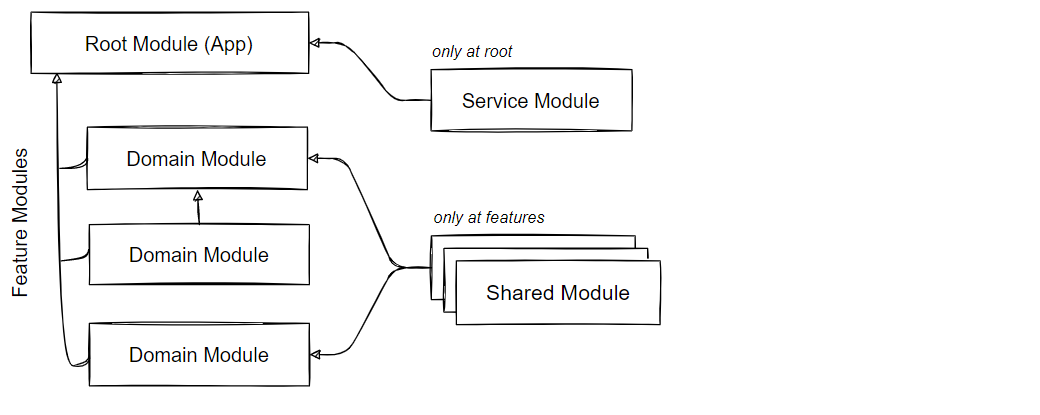 Root Module (App)
only at root
Service Module
Feature Modules
Domain Module
only at features
Domain Module
Shared Module
Domain Module